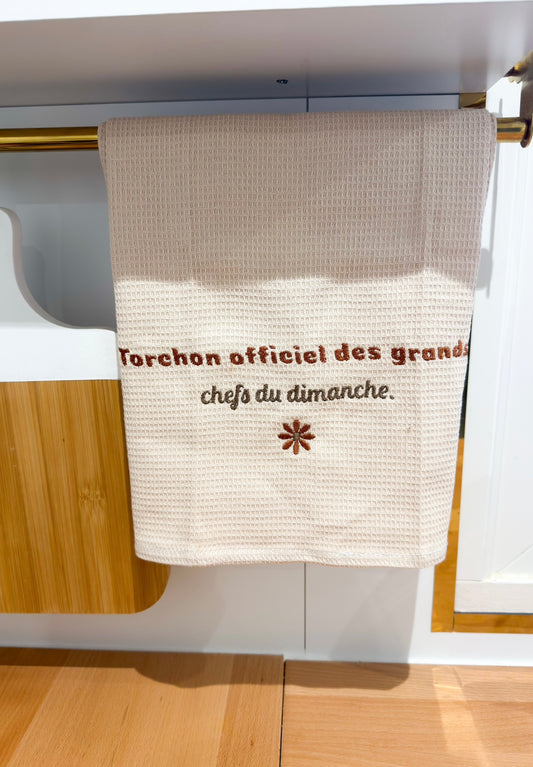 Torchon officiel des grands
chefs du dimanche.